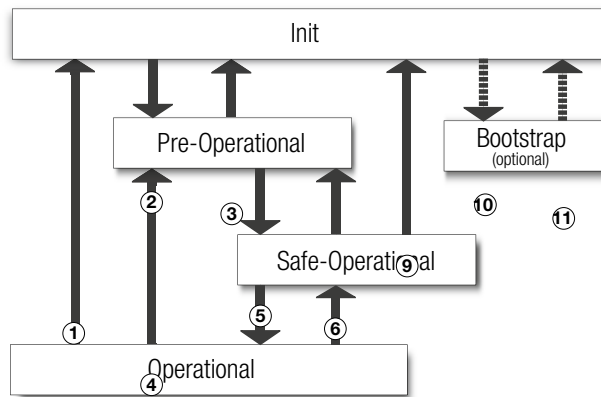 Init
Pre-Operational
Bootstrap
(optional)
2
3
10
11
Safe-Operational
9
5
6
1
Operational
4